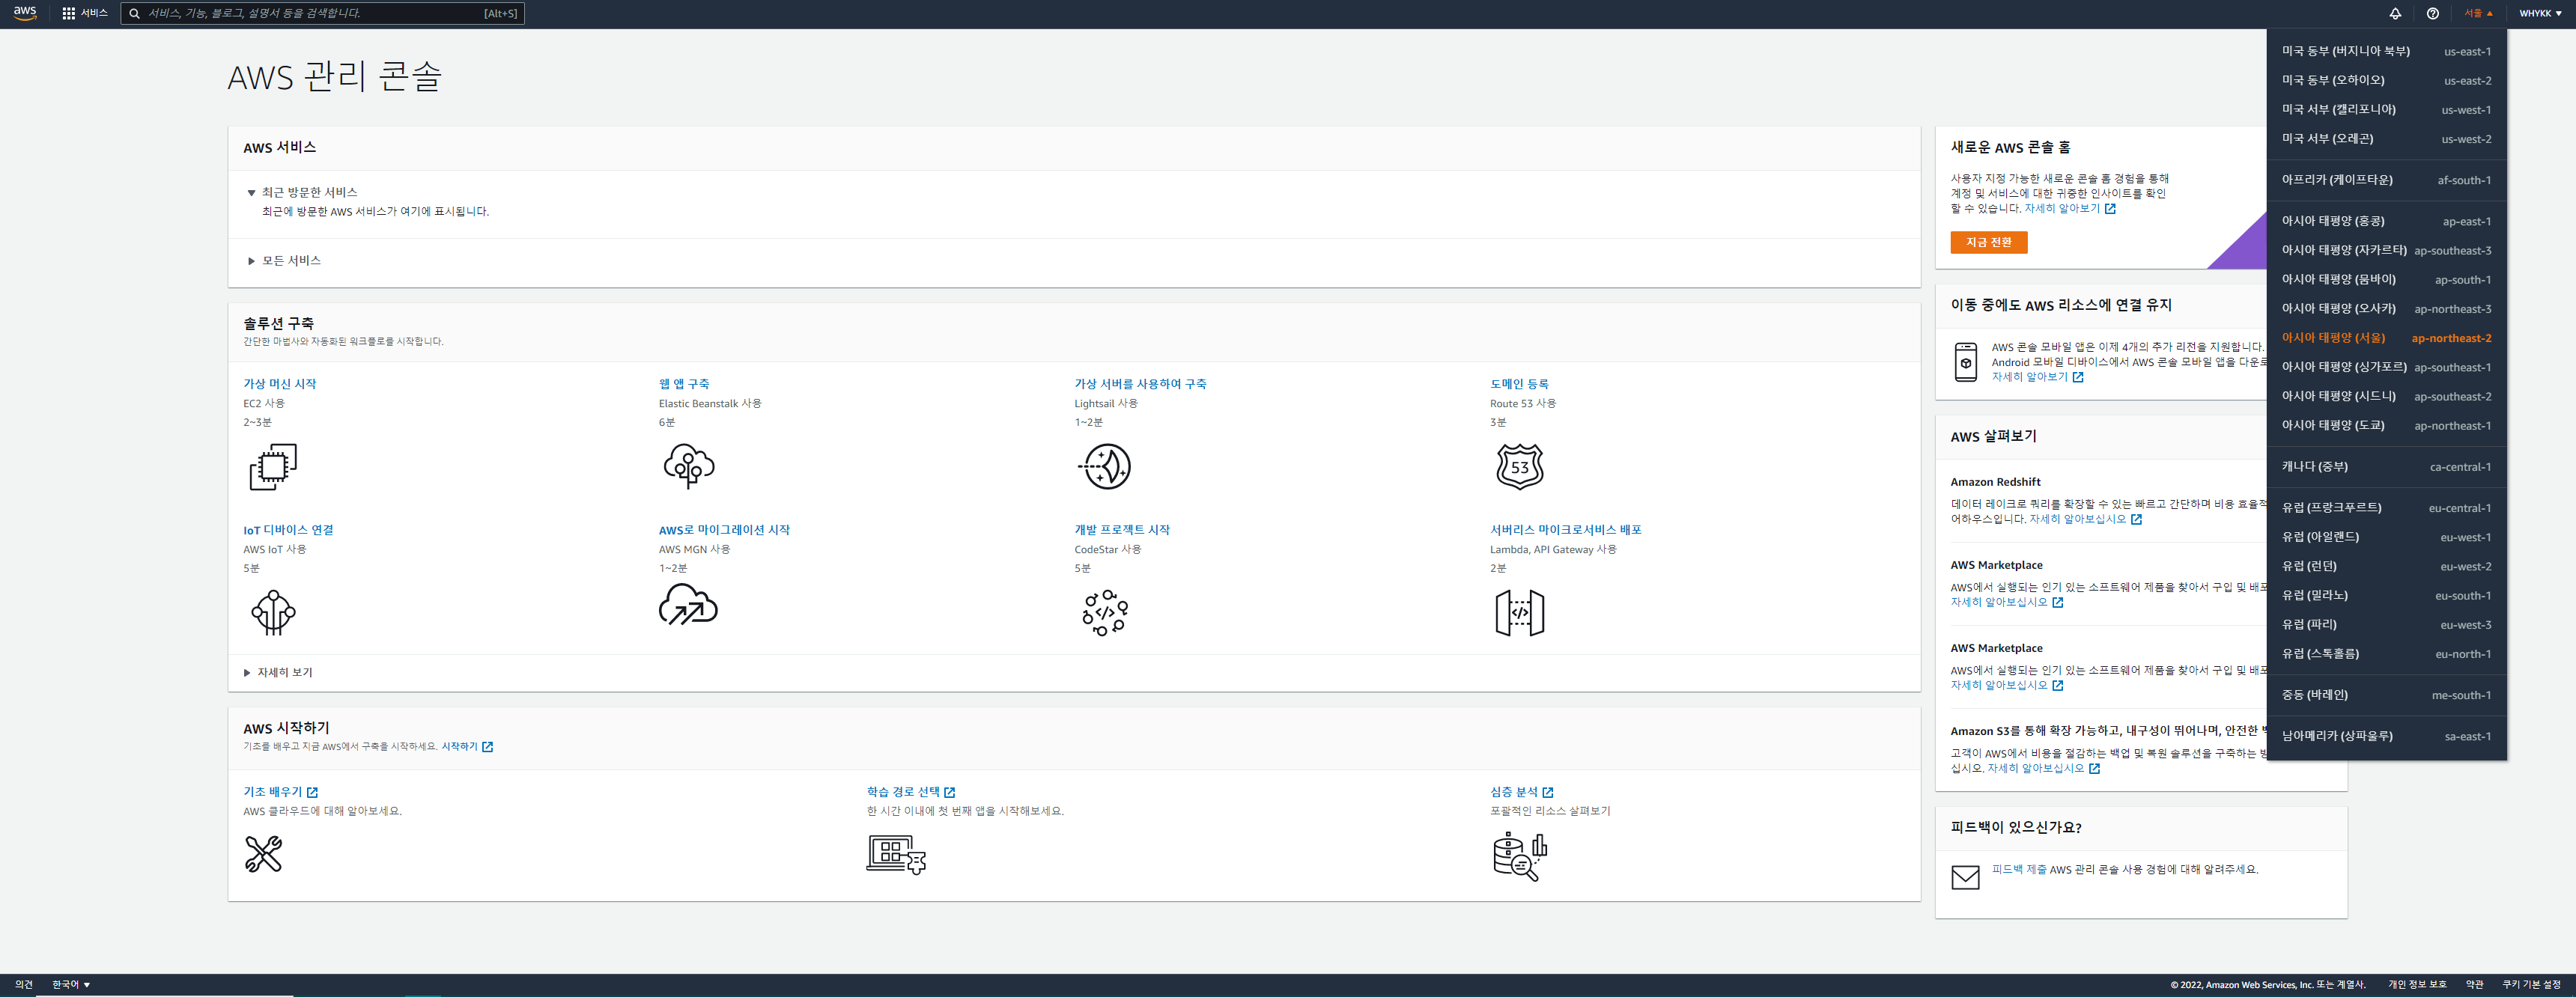 aws
서비스
서비스, 기능, 블로그, 설명서 등을 검색합니다.
[Alt+S]
서울
WHYKK
AWS 관리 콘솔
AWS 서비스
최근 방문한 서비스
최근에 방문한 AWS 서비스가 여기에 표시됩니다.
모든 서비스
솔루션 구축
간단한 마법사와 자동화된 워크플로를 시작합니다.
가상 머신 시작
EC2 사용
2~3분
웹 앱 구축
Elastic Beanstalk 사용
6분
가상 서버를 사용하여 구축
Lightsail 사용
1~2분
도메인 등록
Route 53 사용
3분
53
IoT 디바이스 연결
AWS IoT 사용
5분
AWS로 마이그레이션 시작
AWS MGN 사용
1~2분
개발 프로젝트 시작
CodeStar 사용
5분
서버리스 마이크로서비스 배포
Lambda, API Gateway 사용
2분
자세히 보기
AWS 시작하기
기초를 배우고 지금 AWS에서 구축을 시작하세요. 시작하기
기초 배우기
AWS 클라우드에 대해 알아보세요.
학습 경로 선택
한 시간 이내에 첫 번째 앱을 시작해보세요.
심층 분석
포괄적인 리소스 살펴보기
새로운 AWS 콘솔 홈
사용자 지정 가능한 새로운 콘솔 홈 경험을 통해
계정 및 서비스에 대한 귀중한 인사이트를 확인
할 수 있습니다. 자세히 알아보기
지금 전환
이동 중에도 AWS 리소스에 연결 유지
AWS 콘솔 모바일 앱은 이제 4개의 추가 리전을 지원합니다.
Android 모바일 디바이스에서 AWS 콘솔 모바일 앱을 다운로
자세히 알아보기
AWS 살펴보기
Amazon Redshift
데이터 레이크로 쿼리를 확장할 수 있는 빠르고 간단하며 비용 효율적
어하우스입니다. 자세히 알아보십시오
AWS Marketplace
AWS에서 실행되는 인기 있는 소프트웨어 제품을 찾아서 구입 및 배포
자세히 알아보십시오
AWS Marketplace
AWS에서 실행되는 인기 있는 소프트웨어 제품을 찾아서 구입 및 배포
자세히 알아보십시오
Amazon S3를 통해 확장 가능하고, 내구성이 뛰어나며, 안전한
고객이 AWS에서 비용을 절감하는 백업 및 복원 솔루션을 구축하는
십시오. 자세히 알아보십시오
피드백이 있으신가요?
피드백 제출 AWS 관리 콘솔 사용 경험에 대해 알려주세요.
미국 동부 (버지니아 북부) us-east-1
미국 동부 (오하이오) us-east-2
미국 서부 (캘리포니아) us-west-1
미국 서부 (오레곤) us-west-2
아프리카 (케이프타운) af-south-1
아시아 태평양 (홍콩) ap-east-1
아시아 태평양 (자카르타) ap-southeast-3
아시아 태평양 (뭄바이) ap-south-1
아시아 태평양 (오사카) ap-northeast-3
아시아 태평양 (서울) ap-northeast-2
아시아 태평양 (싱가포르) ap-southeast-1
아시아 태평양 (시드니) ap-southeast-2
아시아 태평양 (도쿄) ap-northeast-1
캐나다 (중부) ca-central-1
유럽 (프랑크푸르트) eu-central-1
유럽 (아일랜드) eu-west-1
유럽 (런던) eu-west-2
유럽 (밀라노) eu-south-1
유럽 (파리) eu-west-3
유럽 (스톡홀름) eu-north-1
중동 (바레인) me-south-1
남아메리카 (상파울루) sa-east-1
의견
한국어
© 2022, Amazon Web Services, Inc. 또는 계열사.
개인 정보 보호
약관
쿠키 기본 설정